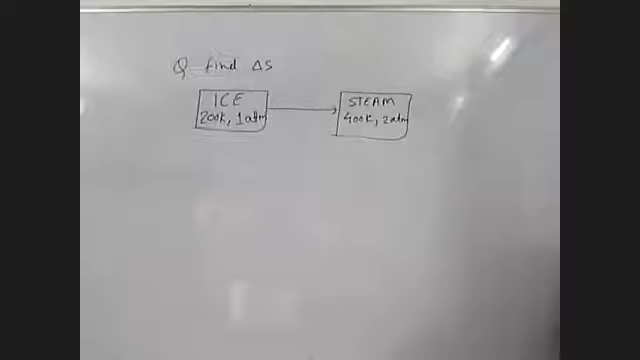 Q find ΔS
ICE
200K, 1atm
STEAM
400K, 2atm